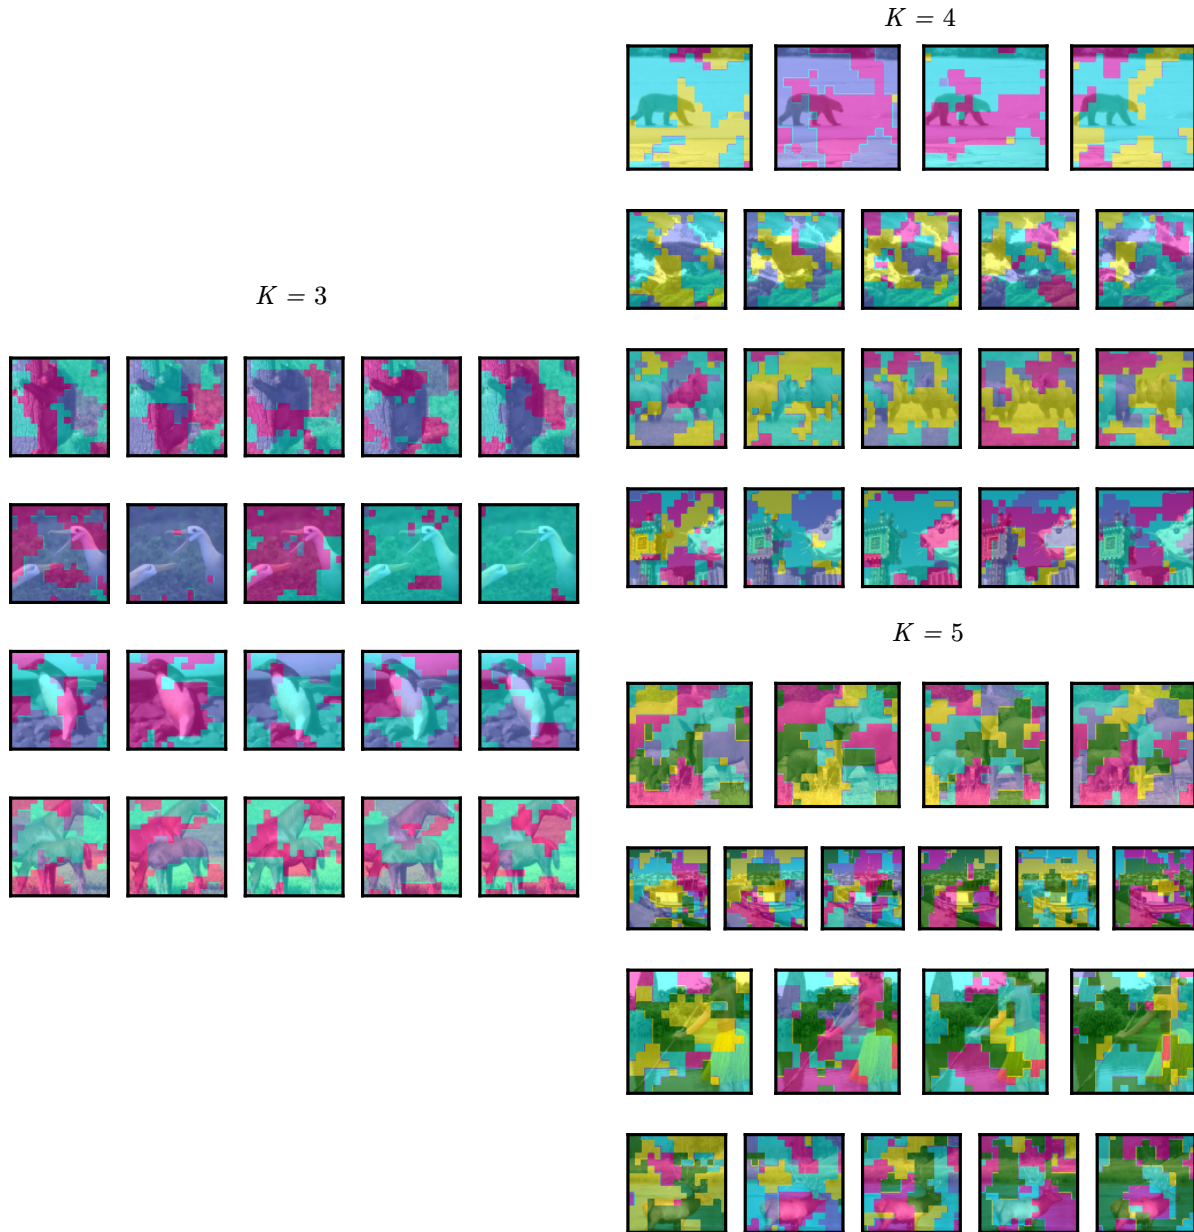 K = 4
K = 3
K = 5